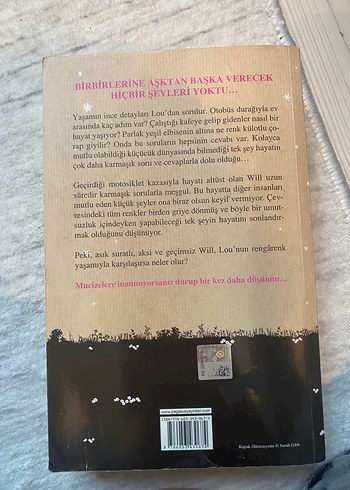 BİRBİRLERİNE AŞKTAN BAŞKA VERECEK
HİÇBİR ŞEYLERİ YOKTU…
Yaşamın ince detayları Lou'dan sorulur. Otobüs durağıyla ev
arasında kaç adım var? Çalıştığı kafeye gelip gidenler nasıl bir
hayat yaşıyor? Parlak yeşil elbisenin altına ne renk külotlu ço-
rap giyilir? Onda bu soruların hepsinin cevabı var. Kolayca
mutlu olabildiği küçücük dünyasında bilmediği tek şey hayatın
çok daha karmaşık soru ve cevaplarla dolu olduğu…
Geçirdiği motosiklet kazasıyla hayatı altüst olan Will uzun
süredir karmaşık sorularla meşgul. Bu hayatta diğer insanları
mutlu eden küçük şeyler ona biraz olsun keyif vermiyor. Çev-
resindeki tüm renkler birden griye dönmüş ve böyle bir umut-
suzluk içindeyken yapabileceği tek şeyin hayatını sonlandır-
mak olduğunu düşünüyor.
Peki, asık suratlı, aksi ve geçimsiz Will, Lou'nun rengârenk
yaşamıyla karşılaşırsa neler olur?
Mucizelere inanmıyorsanız durup bir kez daha düşünün…
www.pegasusyayinlari.com
Kapak illüstrasyonu © Sarah Gibb